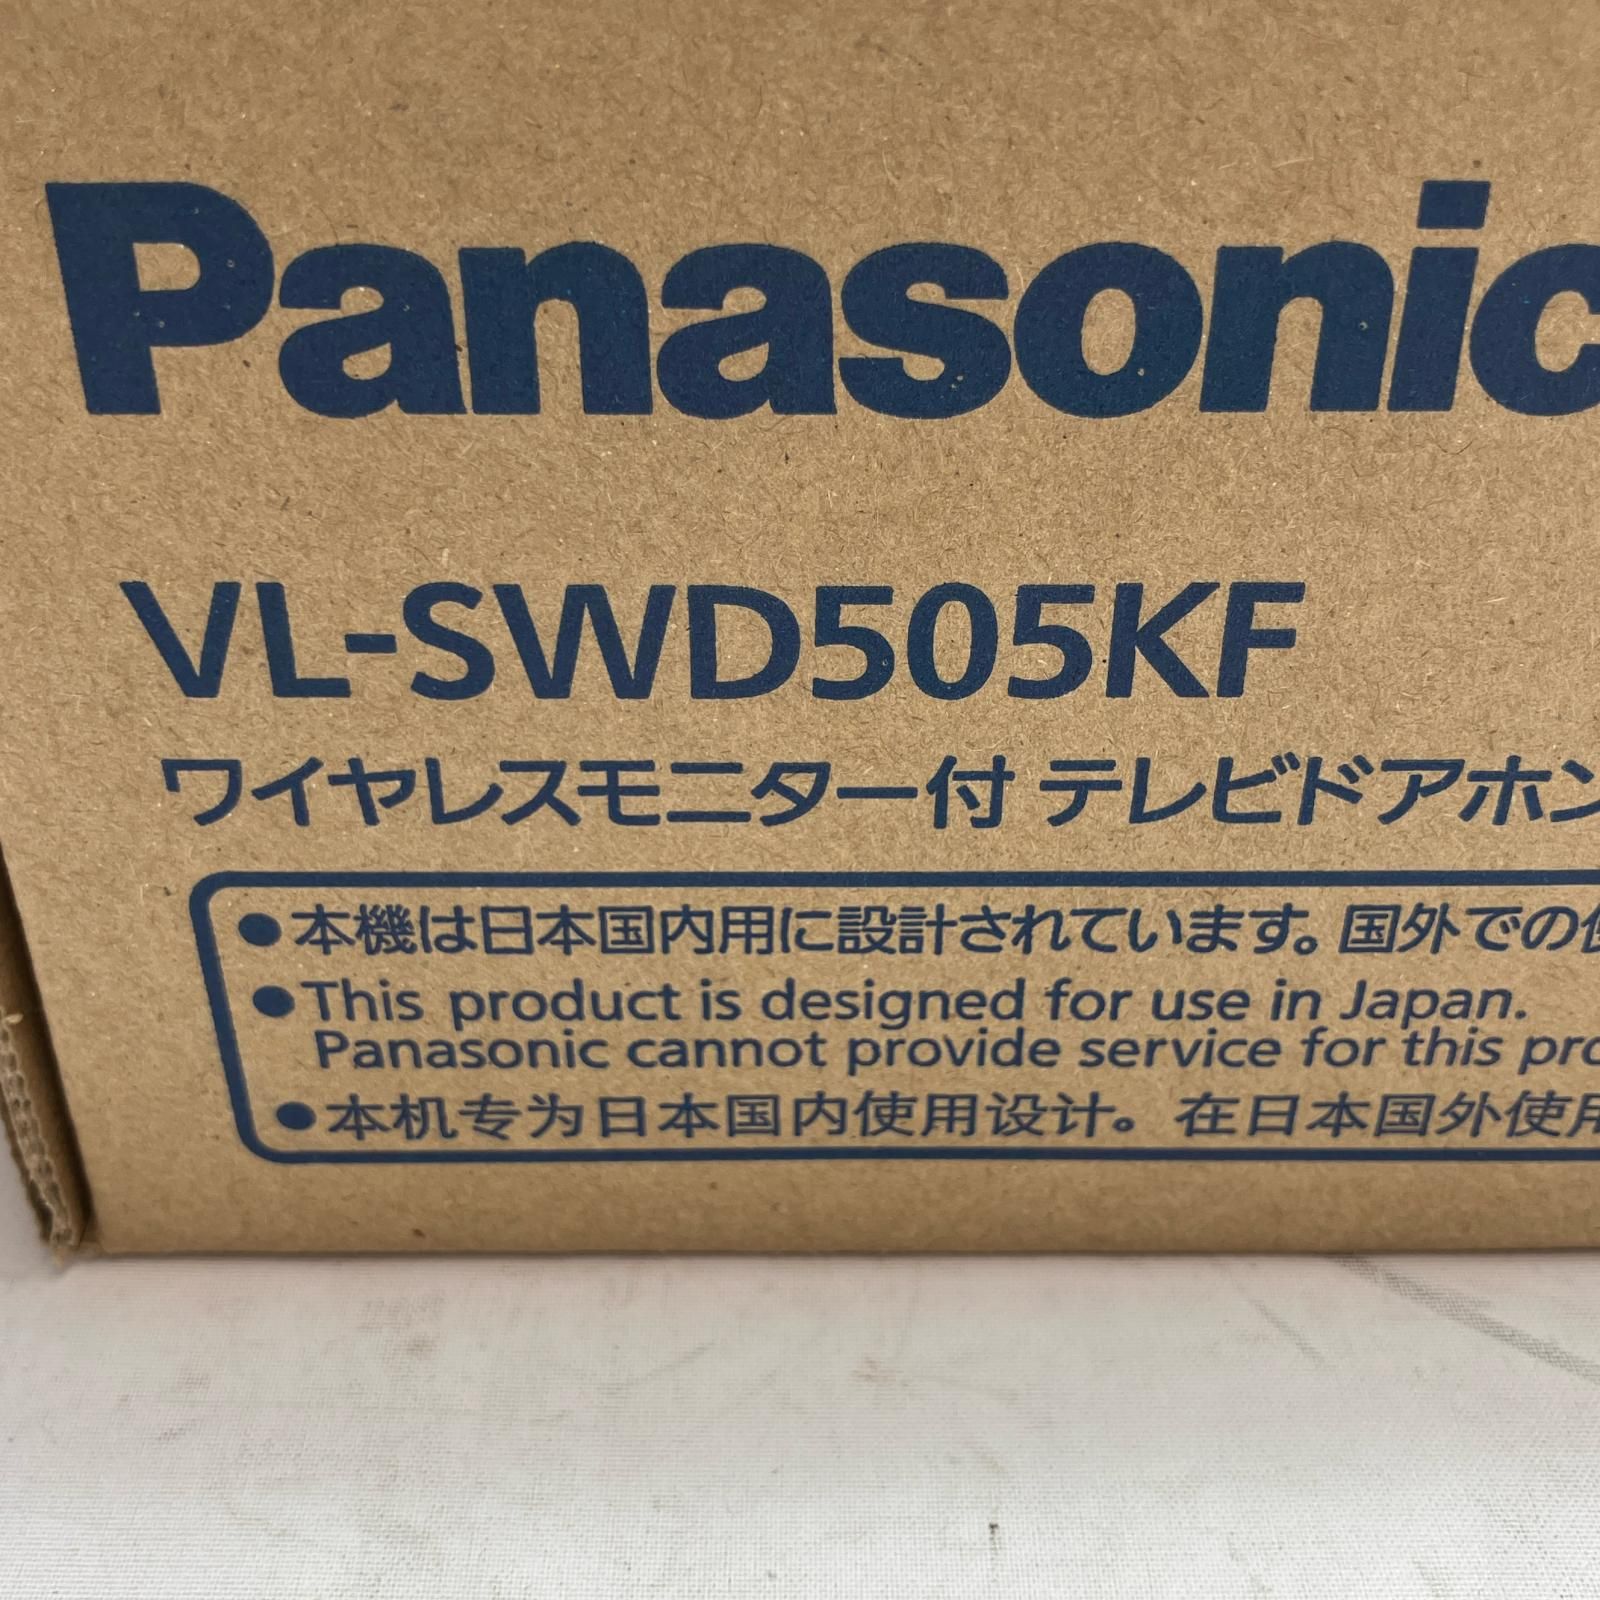 Panasonic
VL-SWD505KF
ワイヤレスモニター付 テレビドアホン
●本機は日本国内用に設計されています。国外での
●This product is designed for use in Japan.
Panasonic cannot provide service for this
●本机专为日本国内使用设计。在日本国外使用